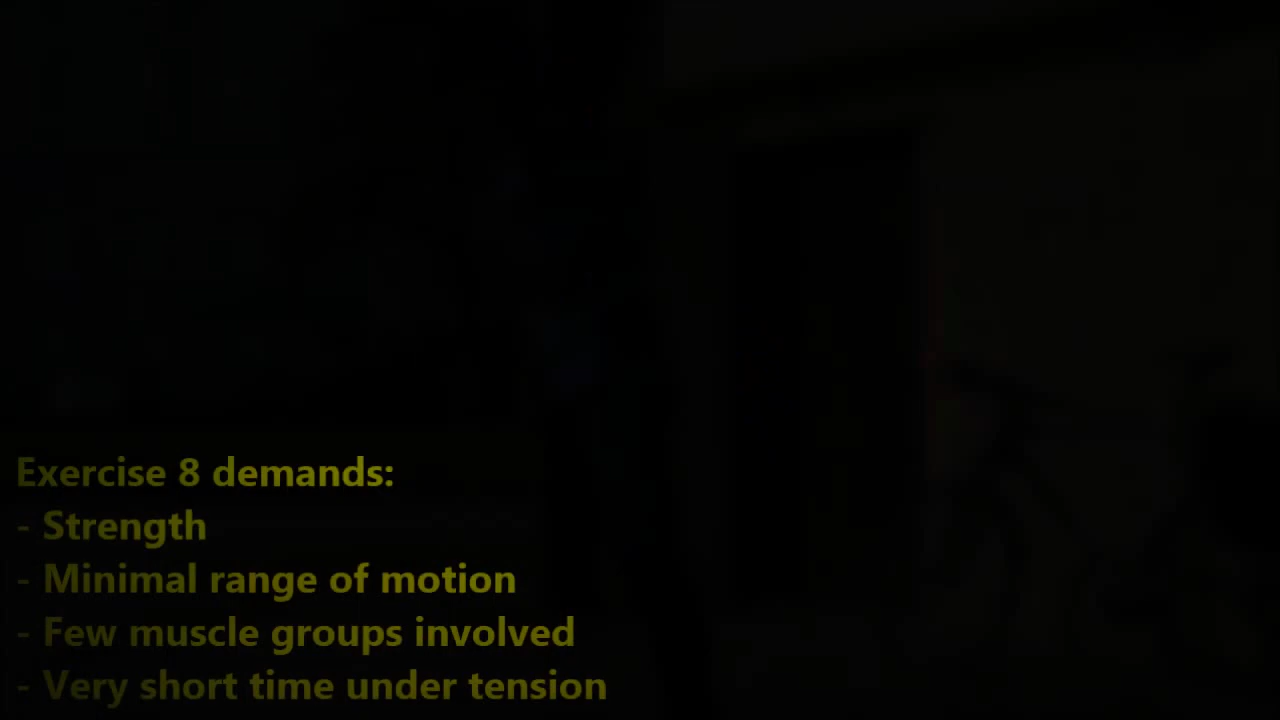 Exercise 8 demands:
- Strength
- Minimal range of motion
- Few muscle groups involved
- Very short time under tension